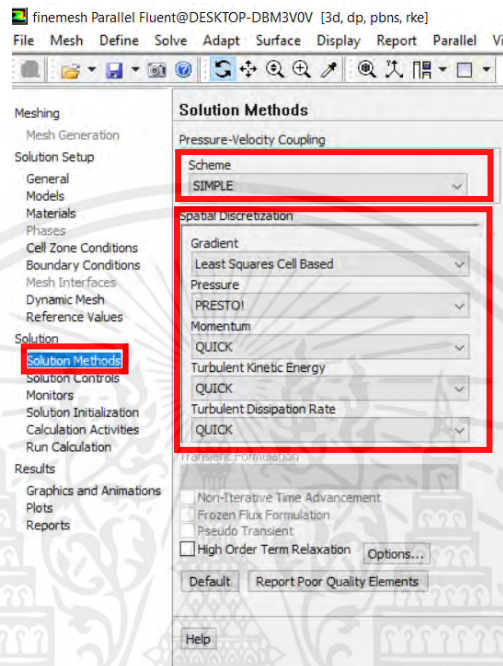 finemesh Parallel Fluent@DESKTOP-DBM3V0V [3d, dp, pbns, rke]
File Mesh Define Solve Adapt Surface Display Report Parallel
Meshing
Mesh Generation
Solution Setup
General
Models
Materials
Phases
Cell Zone Conditions
Boundary Conditions
Mesh Interfaces
Dynamic Mesh
Reference Values
Solution
Solution Methods
Solution Controls
Monitors
Solution Initialization
Calculation Activities
Run Calculation
Results
Graphics and Animations
Plots
Reports
Solution Methods
Pressure-Velocity Coupling
Scheme
SIMPLE
Spatial Discretization
Gradient
Least Squares Cell Based
Pressure
PRESTO!
Momentum
QUICK
Turbulent Kinetic Energy
QUICK
Turbulent Dissipation Rate
QUICK
Transient Formulation
Non-Iterative Time Advancement
Frozen Flux Formulation
Pseudo Transient
High Order Term Relaxation Options...
Default Report Poor Quality Elements
Help